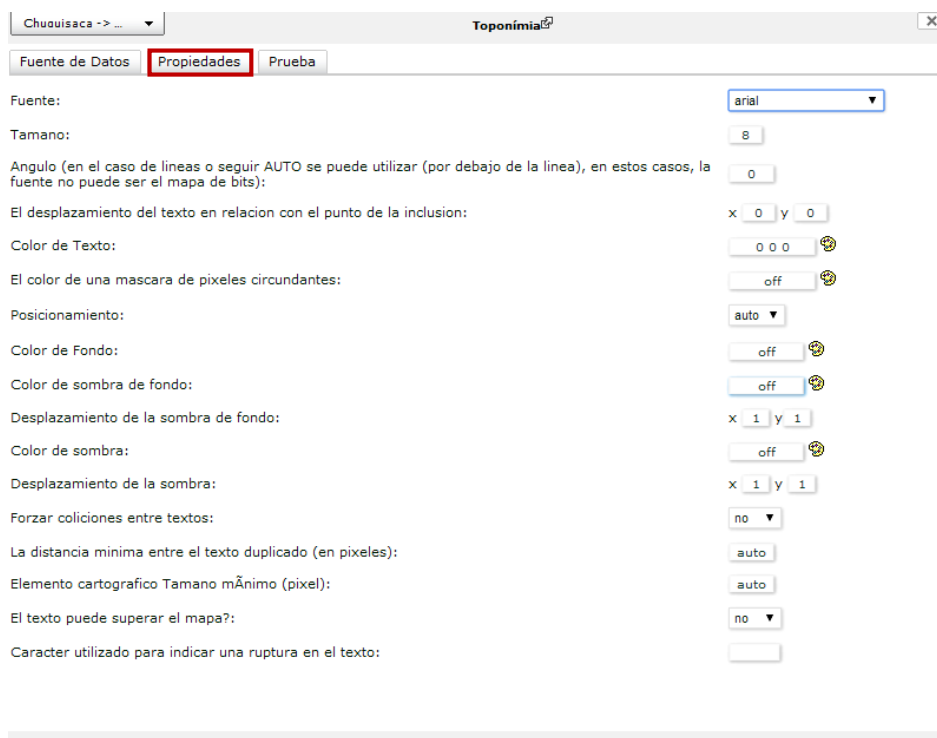 Chuquisaca -> ...
Toponímia
Fuente de Datos Propiedades Prueba
Fuente: arial
Tamano: 8
Angulo (en el caso de lineas o seguir AUTO se puede utilizar (por debajo de la linea), en estos casos, la
fuente no puede ser el mapa de bits): 0
El desplazamiento del texto en relacion con el punto de la inclusion: x 0 y 0
Color de Texto: 0 0 0
El color de una mascara de pixeles circundantes: off
Posicionamiento: auto
Color de Fondo: off
Color de sombra de fondo: off
Desplazamiento de la sombra de fondo: x 1 y 1
Color de sombra: off
Desplazamiento de la sombra: x 1 y 1
Forzar coliciones entre textos: no
La distancia minima entre el texto duplicado (en pixeles): auto
Elemento cartografico Tamano mÃnimo (pixel): auto
El texto puede superar el mapa?: no
Caracter utilizado para indicar una ruptura en el texto: